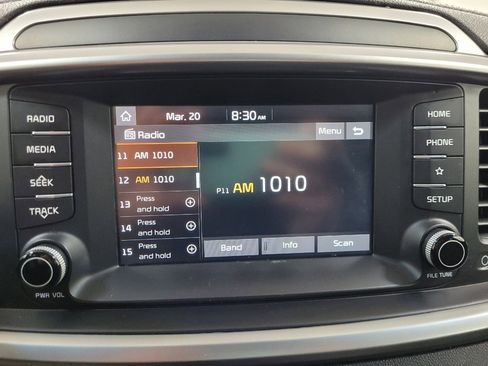 Mar. 20 8:30 AM
Radio Menu
11 AM 1010
12 AM 1010
13 Press and hold
14 Press and hold
15 Press and hold
P11 AM 1010
Band Info Scan
RADIO
MEDIA
SEEK
TRACK
PWR VOL
HOME
PHONE
SETUP
FILE TUNE